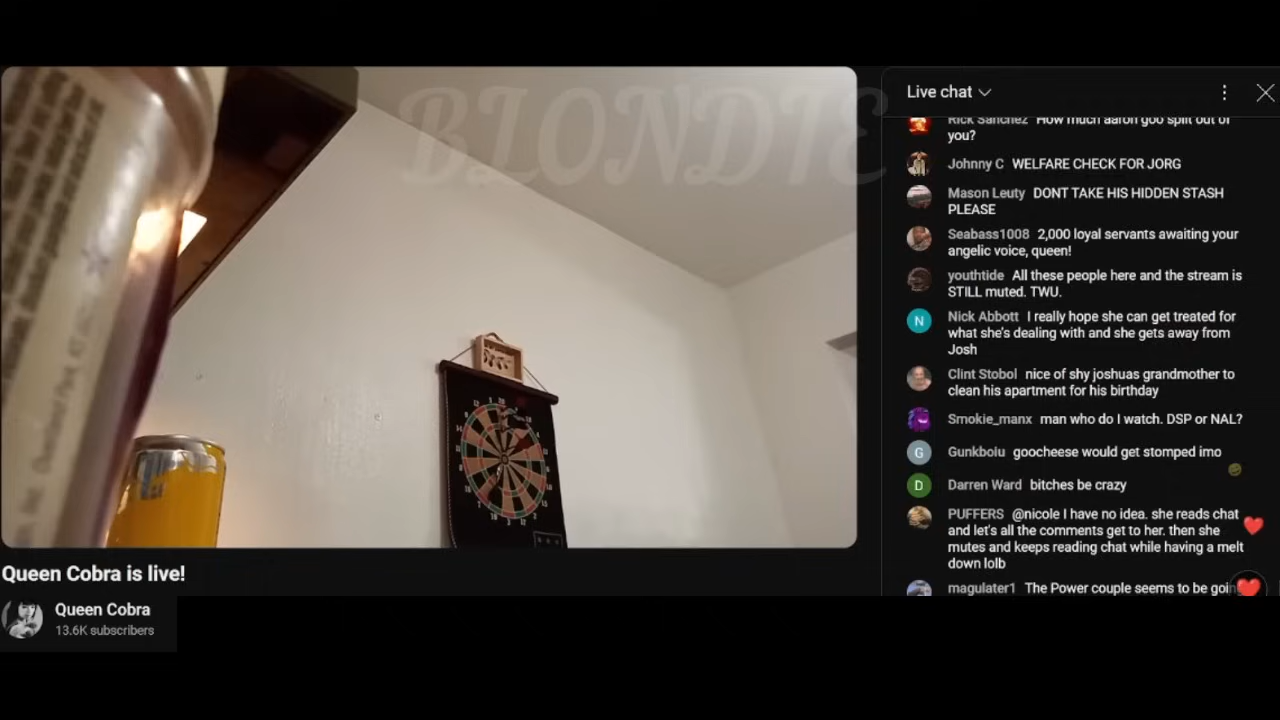 BLONDIE
Live chat
Rick Sanchez How much aaron goo spilt out of
you?
Johnny C WELFARE CHECK FOR JORG
Mason Leuty DONT TAKE HIS HIDDEN STASH
PLEASE
Seabass1008 2,000 loyal servants awaiting your
angelic voice, queen!
youthtide All these people here and the stream is
STILL muted. TWU.
N Nick Abbott I really hope she can get treated for
what she's dealing with and she gets away from
Josh
Clint Stobol nice of shy joshuas grandmother to
clean his apartment for his birthday
Smokie_manx man who do I watch. DSP or NAL?
G Gunkboiu goocheese would get stomped imo
D Darren Ward bitches be crazy
PUFFERS @nicole I have no idea. she reads chat
and let's all the comments get to her. then she
mutes and keeps reading chat while having a melt
down lolb
magulater1 The Power couple seems to be goin
Queen Cobra is live!
Queen Cobra
13.6K subscribers